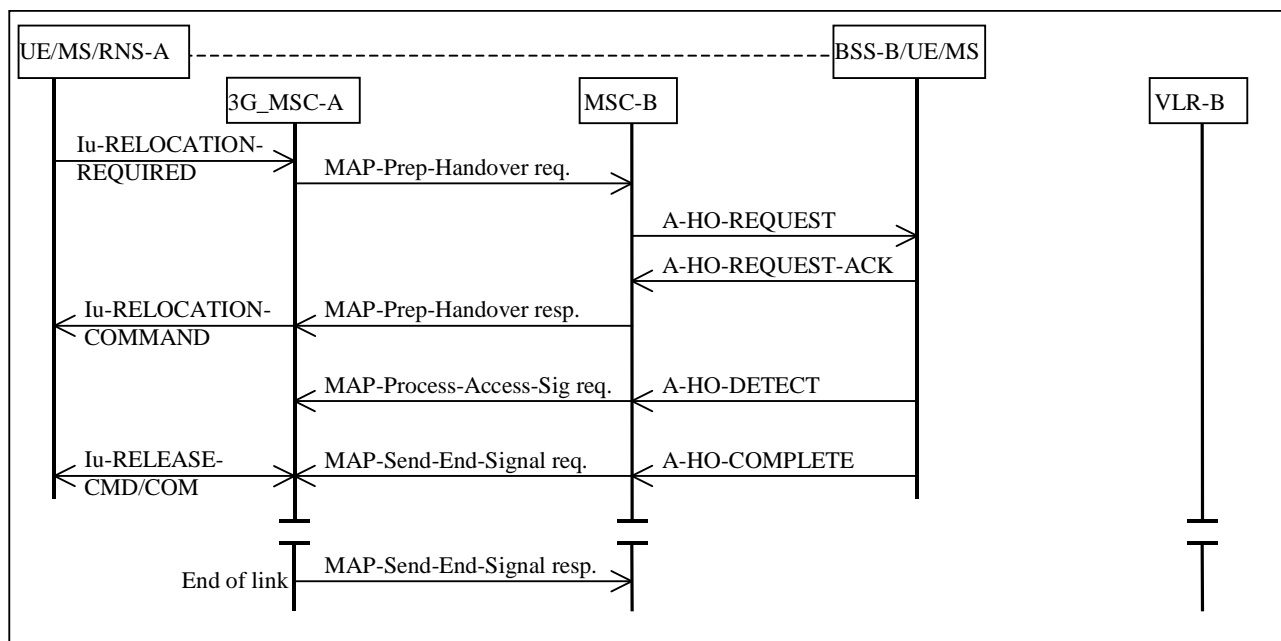 UE/MS/RNS-A
BSS-B/UE/MS
3G_MSC-A
MSC-B
VLR-B
Iu-RELOCATION-
REQUIRED
MAP-Prep-Handover req.
A-HO-REQUEST
A-HO-REQUEST-ACK
Iu-RELOCATION-
COMMAND
MAP-Prep-Handover resp.
MAP-Process-Access-Sig req.
A-HO-DETECT
Iu-RELEASE-
CMD/COM
MAP-Send-End-Signal req.
A-HO-COMPLETE
End of link
MAP-Send-End-Signal resp.